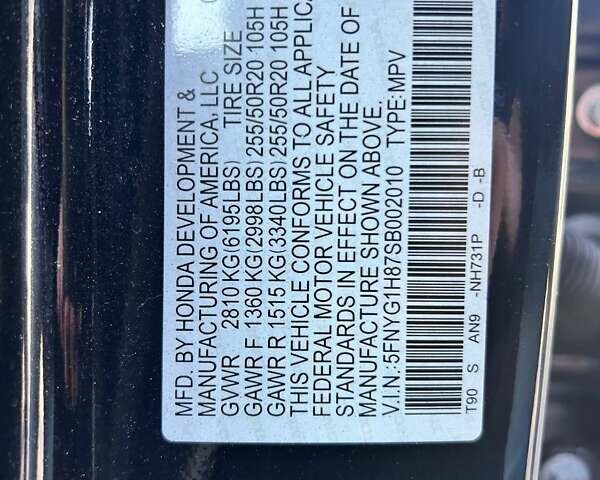 MFD. BY HONDA DEVELOPMENT &
MANUFACTURING OF AMERICA, LLC
GVWR 2810 KG(6195LBS) TIRE SIZE
GAWR F 1360 KG(2998LBS) 255/50R20 105H
GAWR R 1515 KG(3340LBS) 255/50R20 105H
THIS VEHICLE CONFORMS TO ALL APPLICA
FEDERAL MOTOR VEHICLE SAFETY
STANDARDS IN EFFECT ON THE DATE OF
MANUFACTURE SHOWN ABOVE.
V.I.N.:5FNYG1H87SB002010 TYPE:MPV
T90 S AN9 -NH731P -D -B